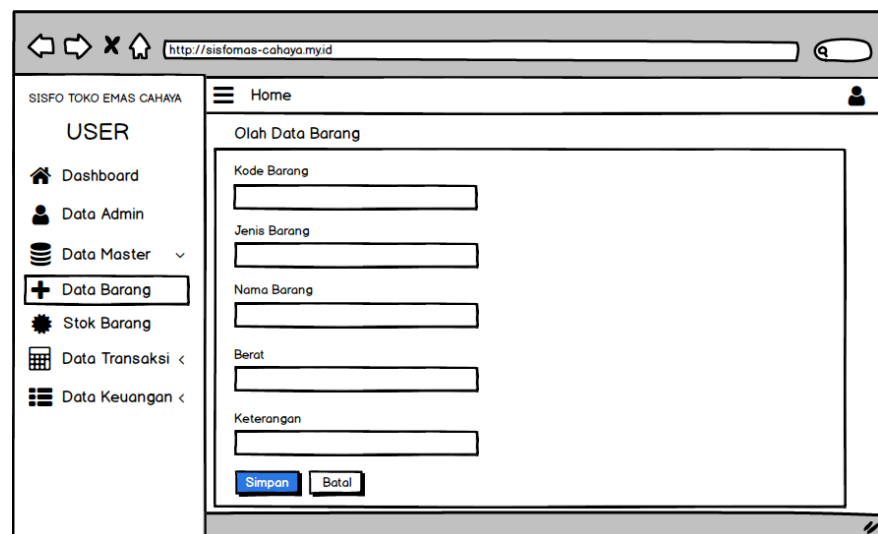 http://sisfomas-cahaya.my.id
SISFO TOKO EMAS CAHAYA
USER
Dashboard
Data Admin
Data Master
Data Barang
Stok Barang
Data Transaksi
Data Keuangan
Home
Olah Data Barang
Kode Barang
Jenis Barang
Nama Barang
Berat
Keterangan
Simpan Batal